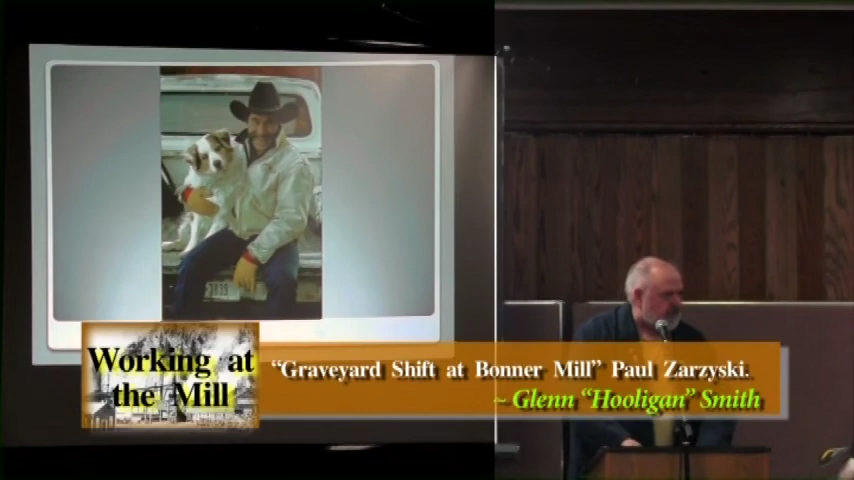 Working at
the Mill
“Graveyard Shift at Bonner Mill” Paul Zarzyski.
~ Glenn “Hooligan” Smith